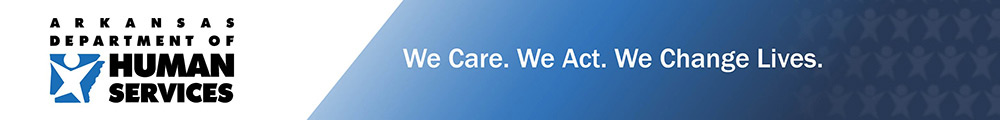 ARKANSAS
DEPARTMENT OF
HUMAN
SERVICES
We Care. We Act. We Change Lives.